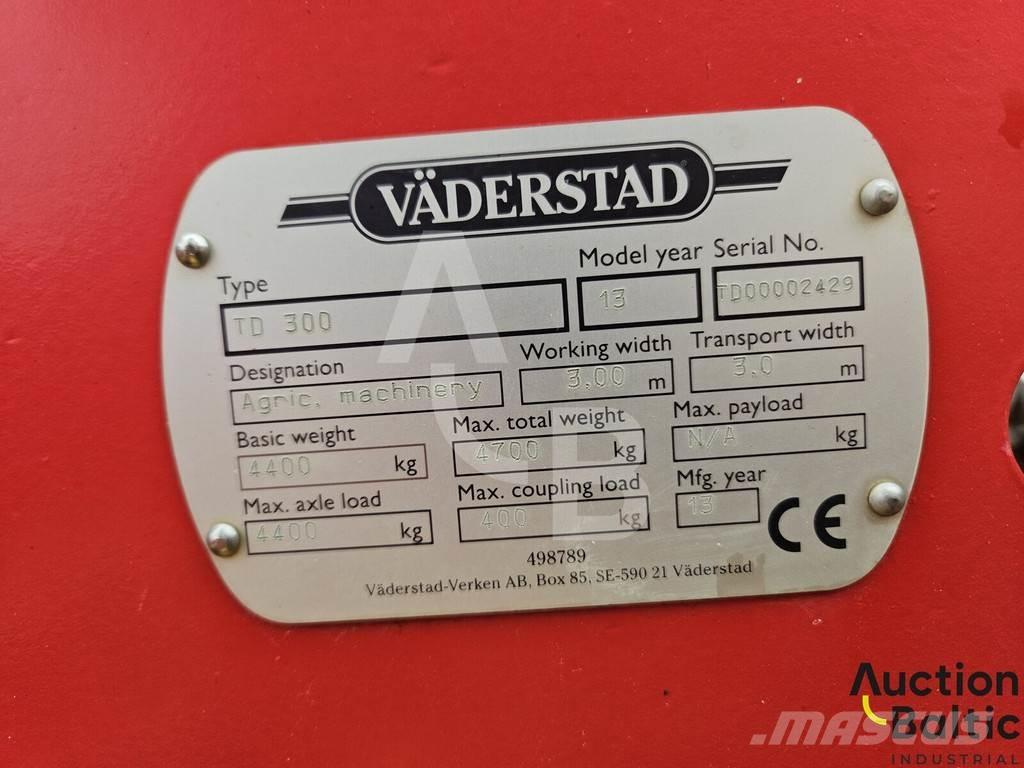 VÄDERSTAD
Type Model year Serial No.
TD 300 13 TD00002429
Designation Working width Transport width
Agric. machinery 3.00 m 3.0 m
Basic weight Max. total weight Max. payload
4400 kg 4700 kg N/A kg
Max. axle load Max. coupling load Mfg. year
4400 kg 400 kg 13 CE
498789
Väderstad-Verken AB, Box 85, SE-590 21 Väderstad
A B
Auction
Baltic
INDUSTRIAL
MASCUS